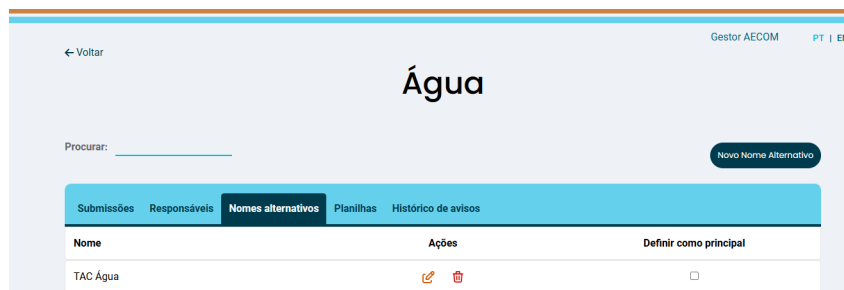 Gestor AECOM PT | EN
← Voltar
Água
Procurar:
Novo Nome Alternativo
Submissões Responsáveis Nomes alternativos Planilhas Histórico de avisos
Nome Ações Definir como principal
TAC Água